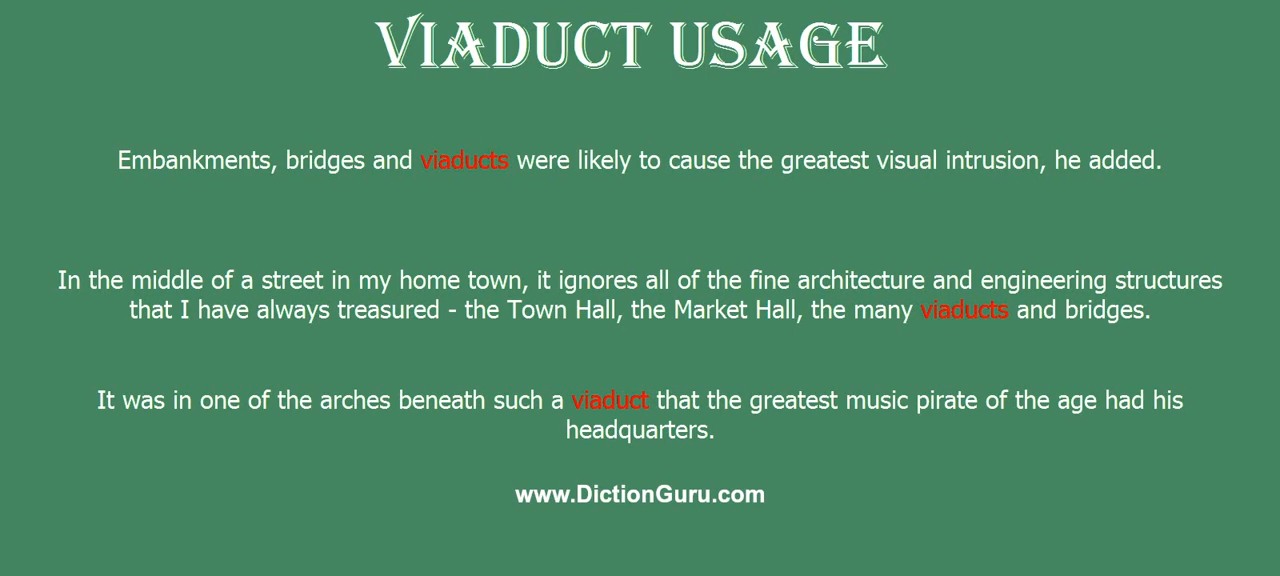 VIADUCT USAGE
Embankments, bridges and viaducts were likely to cause the greatest visual intrusion, he added.
In the middle of a street in my home town, it ignores all of the fine architecture and engineering structures
that I have always treasured - the Town Hall, the Market Hall, the many viaducts and bridges.
It was in one of the arches beneath such a viaduct that the greatest music pirate of the age had his
headquarters.
www.DictionGuru.com